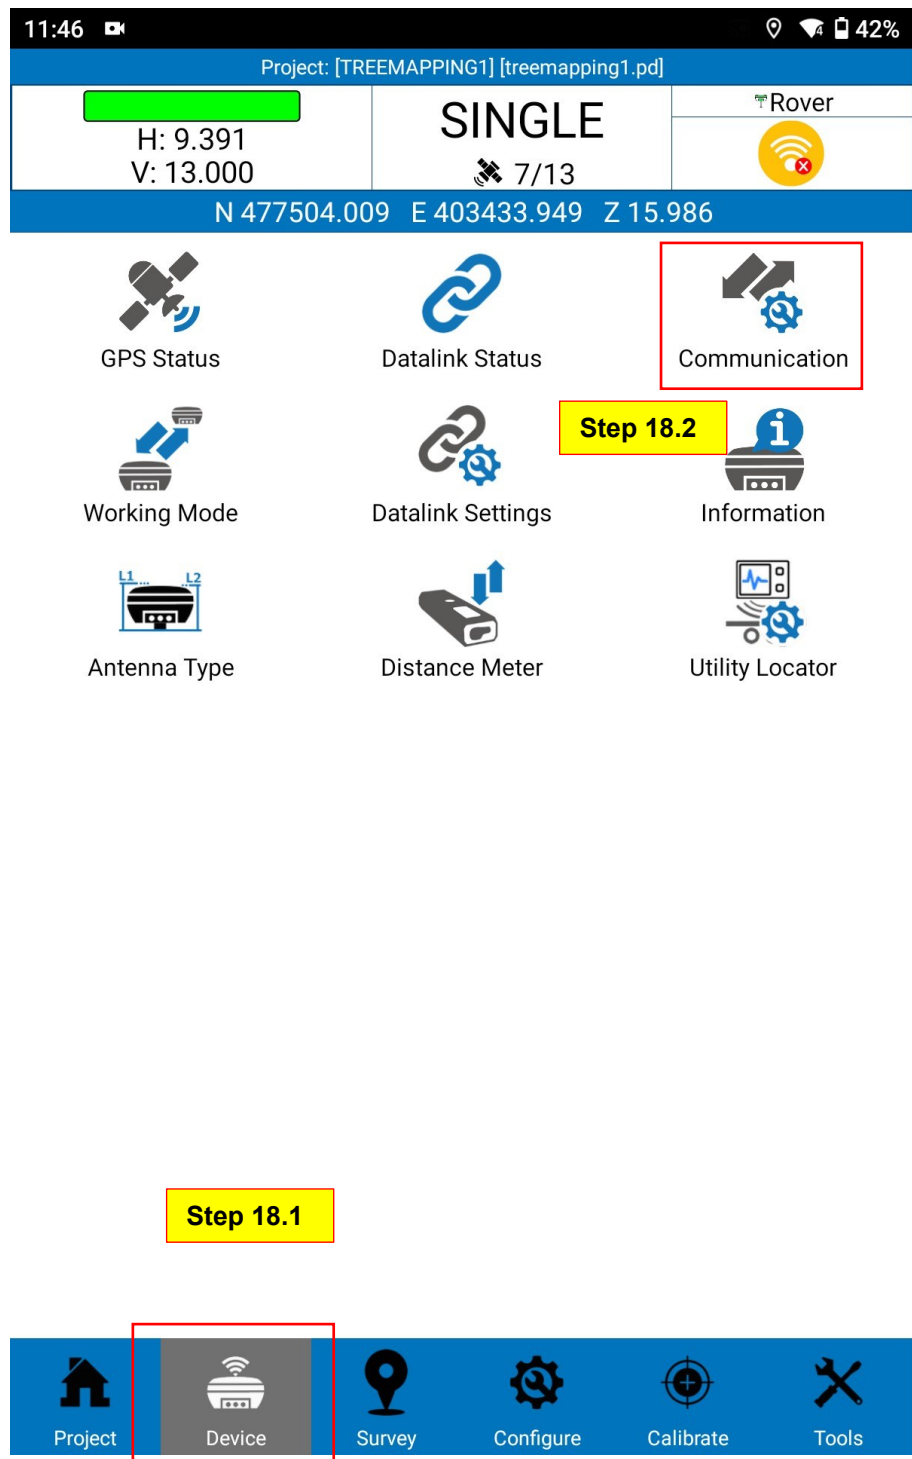 11:46
4 42%
Project: [TREEMAPPING1] [treemapping1.pd]
H: 9.391
V: 13.000
SINGLE
7/13
Rover
N 477504.009 E 403433.949 Z 15.986
GPS Status
Datalink Status
Communication
Step 18.2
Working Mode
Datalink Settings
Information
L1 L2
Antenna Type
Distance Meter
Utility Locator
Step 18.1
Project
Device
Survey
Configure
Calibrate
Tools